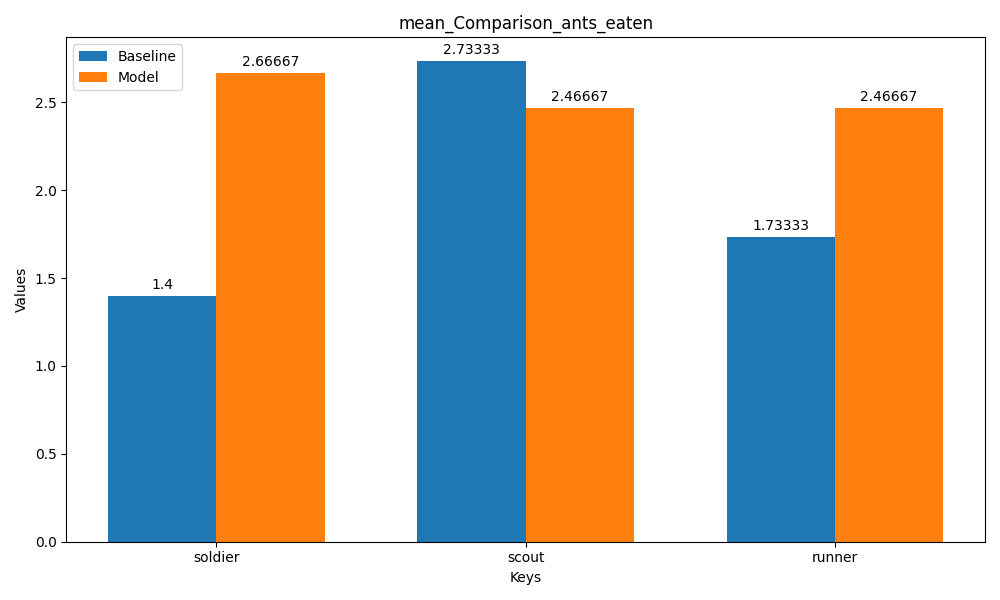 mean_Comparison_ants_eaten
Baseline
Model
2.73333
2.66667
2.46667
2.46667
1.73333
1.4
Values
2.5
2.0
1.5
1.0
0.5
0.0
soldier
scout
runner
Keys